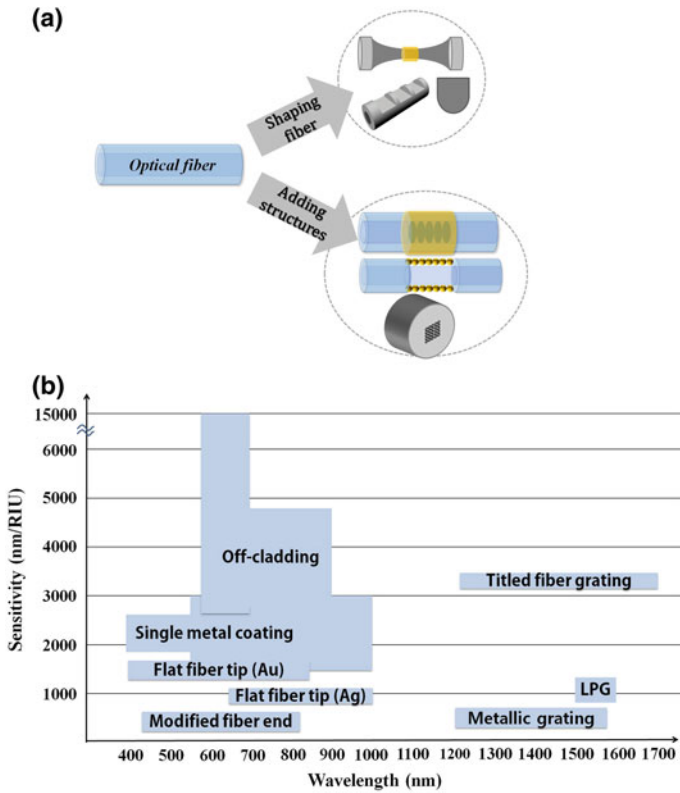 (a)
Shaping
fiber
Optical fiber
Adding
structures
(b)
Sensitivity (nm/RIU)
15000
6000
5000
4000
3000
2000
1000
Off-cladding
Titled fiber grating
Single metal coating
Flat fiber tip (Au)
Flat fiber tip (Ag)
LPG
Modified fiber end
Metallic grating
400 500 600 700 800 900 1000 1100 1200 1300 1400 1500 1600 1700
Wavelength (nm)